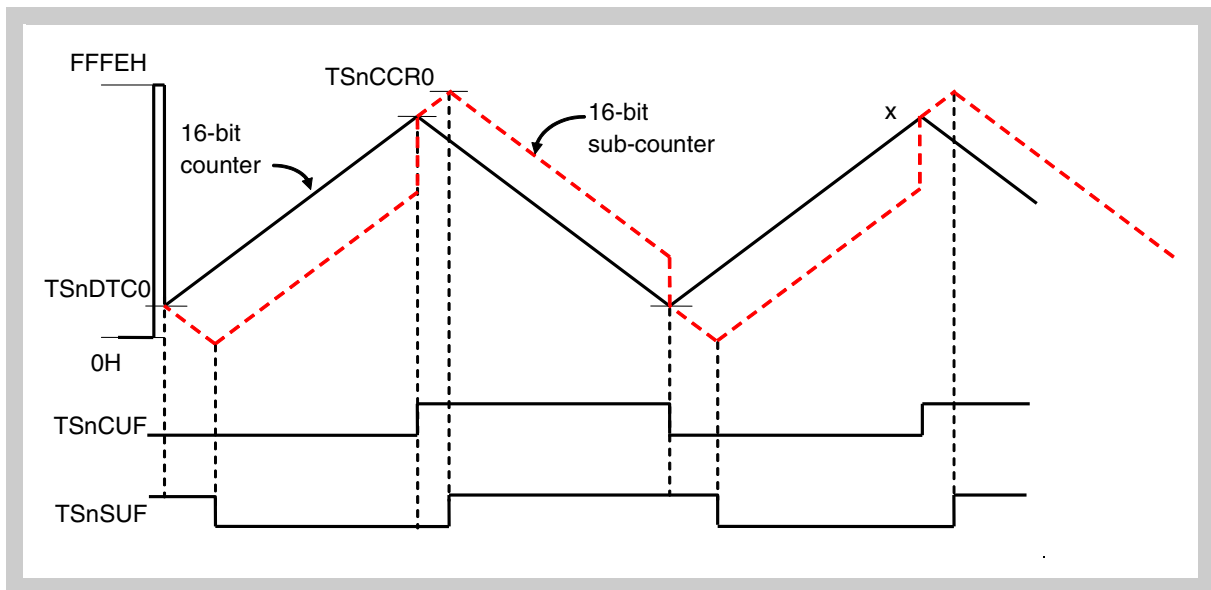 FFFEH
TSnCCR0
16-bit
counter
16-bit
sub-counter
x
TSnDTC0
0H
TSnCUF
TSnSUF